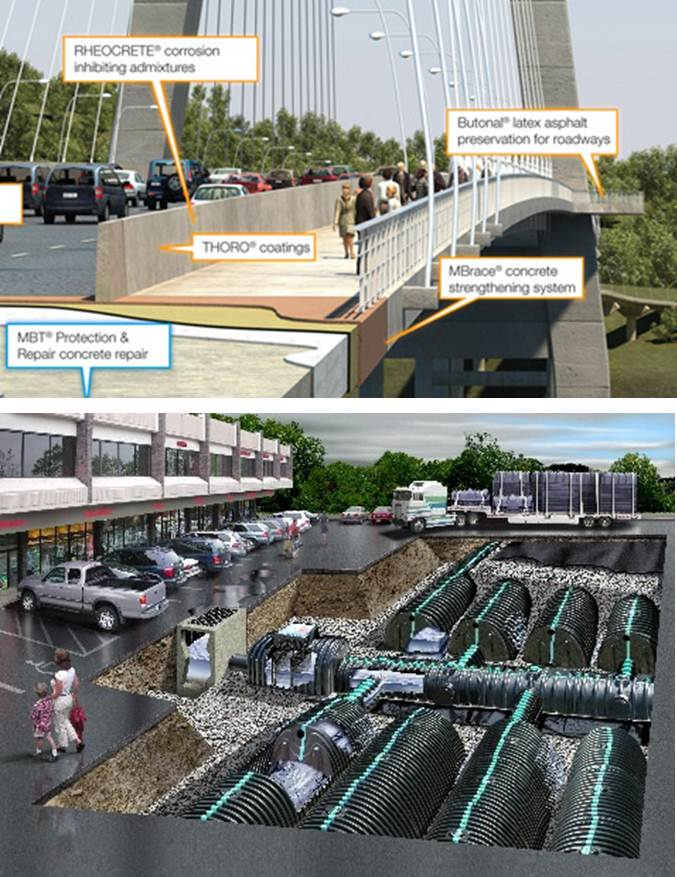 RHEOCRETE® corrosion
inhibiting admixtures
Butonal® latex asphalt
preservation for roadways
THORO® coatings
MBrace® concrete
strengthening system
MBT® Protection &
Repair concrete repair